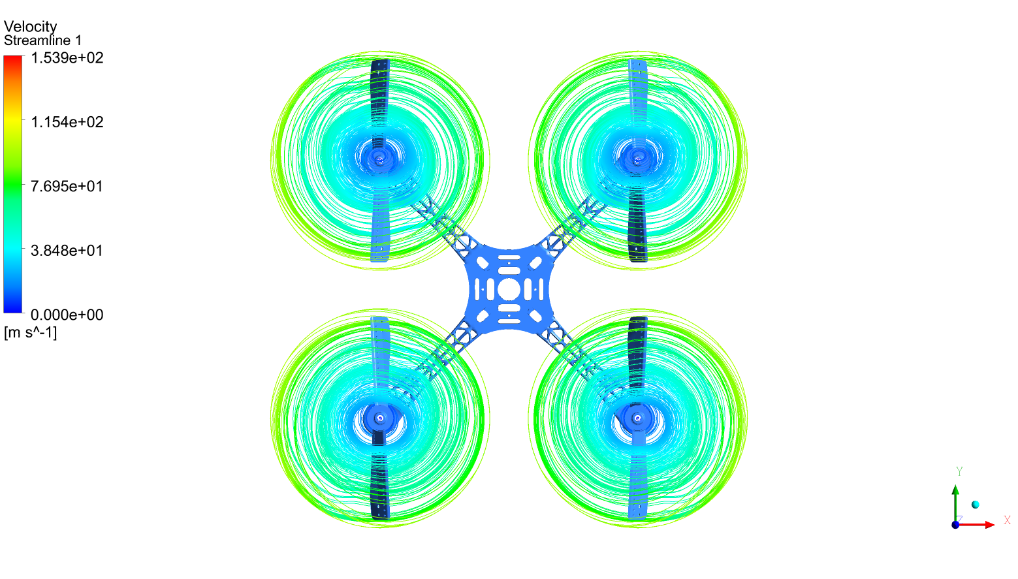 Velocity
Streamline 1
1.539e+02
1.154e+02
7.695e+01
3.848e+01
0.000e+00
[m s^-1]
Y
Z
X